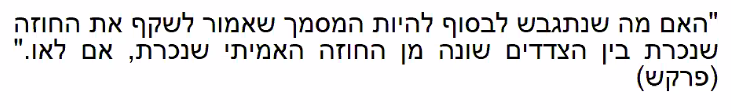 "האם מה שנתגבש לבסוף להיות המסמך שאמור לשקף את החוזה
שנכרת בין הצדדים שונה מן החוזה האמיתי שנכרת, אם לאו."
(פרקש)